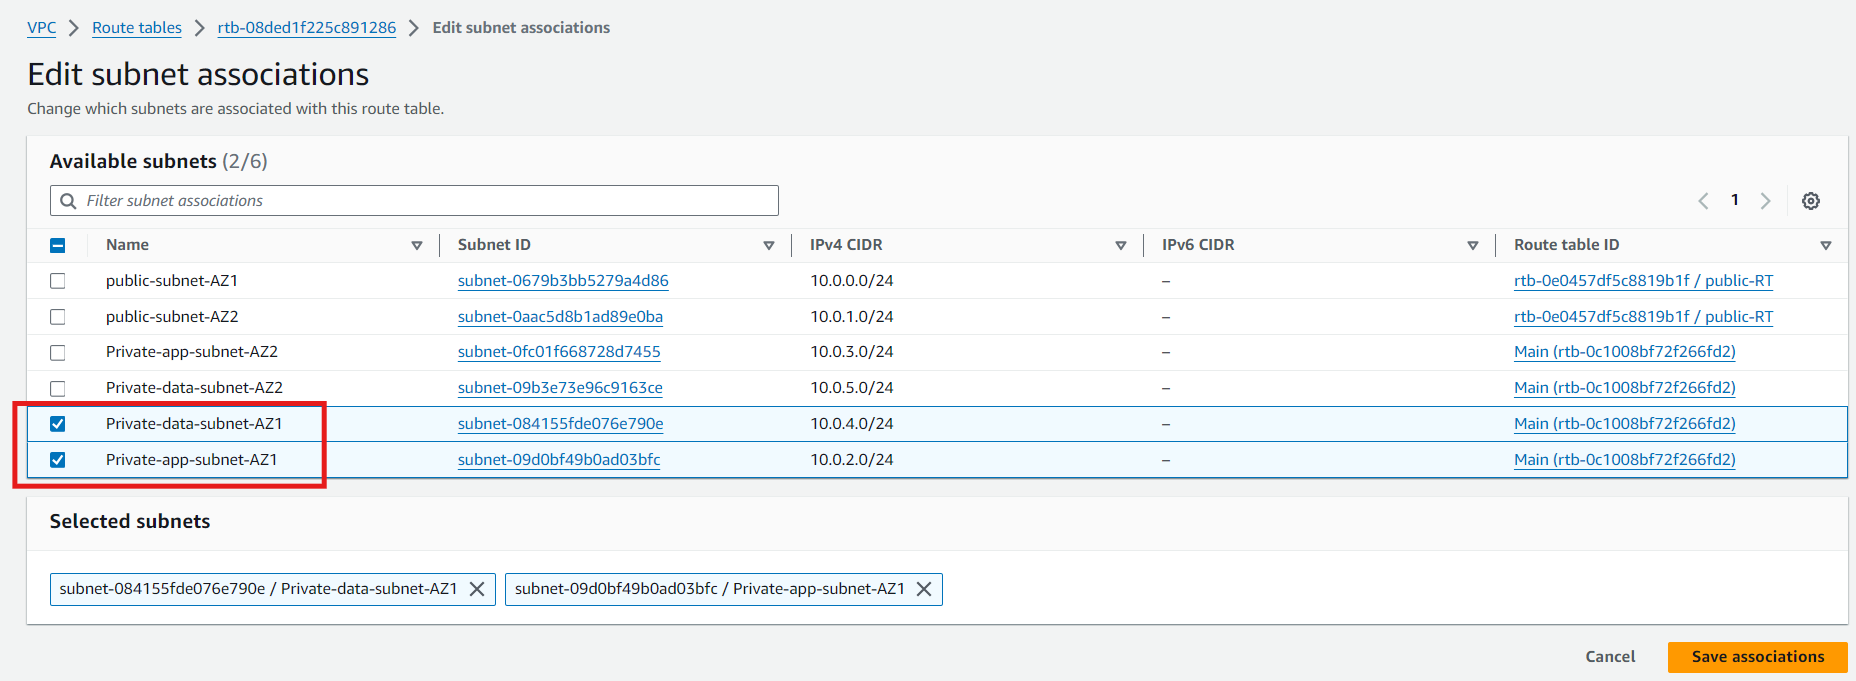 VPC > Route tables > rtb-08ded1f225c891286 > Edit subnet associations
Edit subnet associations
Change which subnets are associated with this route table.
Available subnets (2/6)
Filter subnet associations
1
Name Subnet ID IPv4 CIDR IPv6 CIDR Route table ID
public-subnet-AZ1 subnet-0679b3bb5279a4d86 10.0.0.0/24 – rtb-0e0457df5c8819b1f / public-RT
public-subnet-AZ2 subnet-0aac5d8b1ad89e0ba 10.0.1.0/24 – rtb-0e0457df5c8819b1f / public-RT
Private-app-subnet-AZ2 subnet-0fc01f668728d7455 10.0.3.0/24 – Main (rtb-0c1008bf72f266fd2)
Private-data-subnet-AZ2 subnet-09b3e73e96c9163ce 10.0.5.0/24 – Main (rtb-0c1008bf72f266fd2)
Private-data-subnet-AZ1 subnet-084155fde076e790e 10.0.4.0/24 – Main (rtb-0c1008bf72f266fd2)
Private-app-subnet-AZ1 subnet-09d0bf49b0ad03bfc 10.0.2.0/24 – Main (rtb-0c1008bf72f266fd2)
Selected subnets
subnet-084155fde076e790e / Private-data-subnet-AZ1 subnet-09d0bf49b0ad03bfc / Private-app-subnet-AZ1
Cancel Save associations